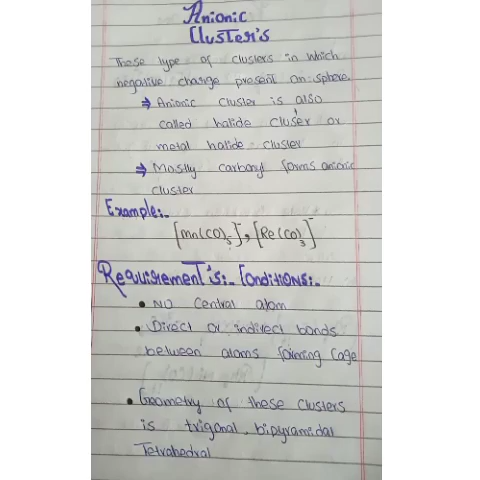 Anionic
Cluster's
These type of clusters in which
negative charge present on sphere.
⇒ Anionic cluster is also
called halide cluster or
metal halide cluster
⇒ Mostly carbonyl forms anionic
cluster
Example:-
[Mn(CO)5]⁻, [Re(CO)3]⁻
Requirement's:- Conditions:-
• No central atom
• Direct or indirect bonds
between atoms forming Cage
• Geometry of these clusters
is trigonal, bipyramidal
Tetrahedral